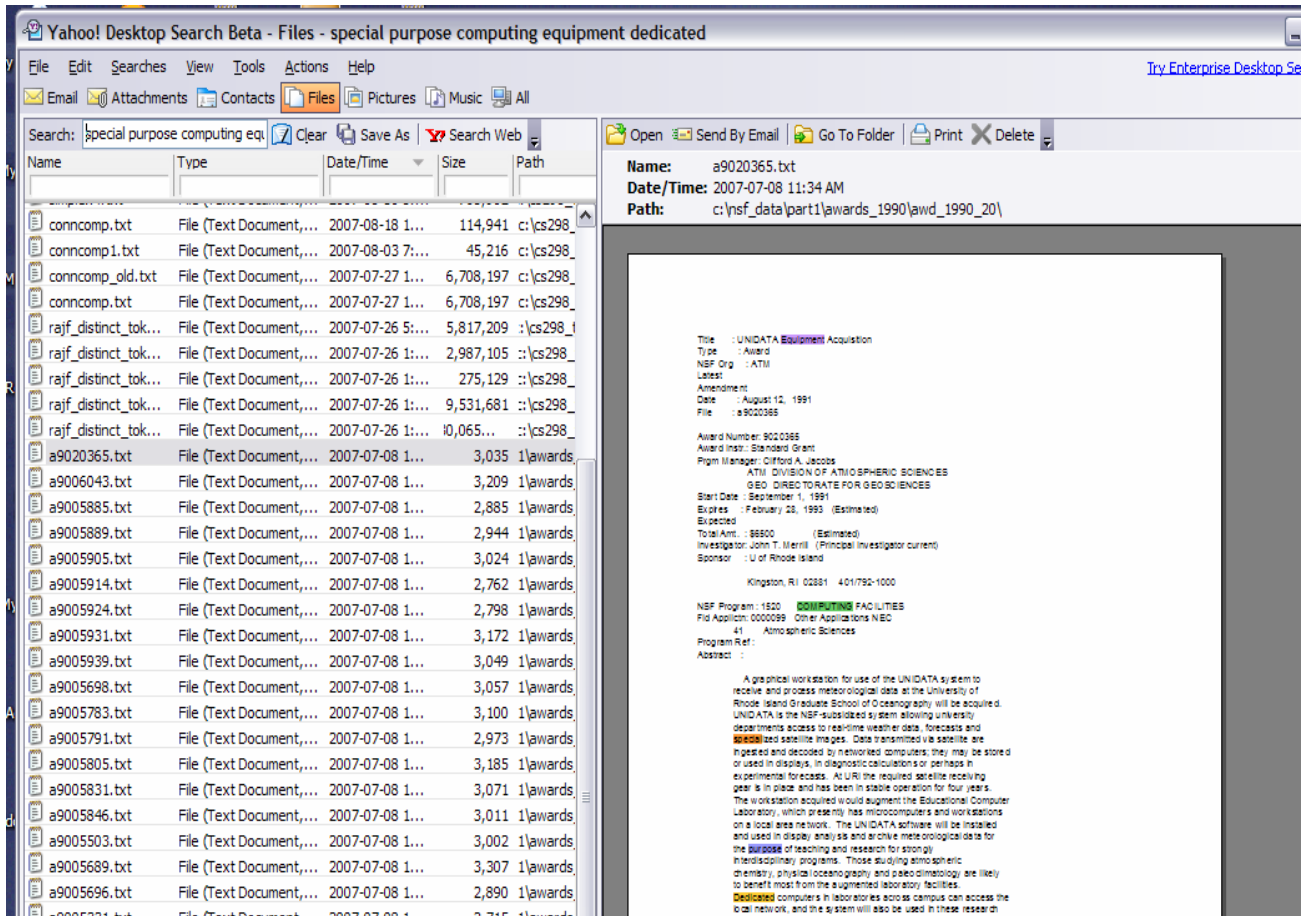 Yahoo! Desktop Search Beta - Files - special purpose computing equipment dedicated
File Edit Searches View Tools Actions Help
Try Enterprise Desktop Se
Email Attachments Contacts Files Pictures Music All
Search: special purpose computing equ Clear Save As Search Web
Name Type Date/Time Size Path
conncomp.txt File (Text Document,... 2007-08-18 1... 114,941 c:\cs298_
conncomp1.txt File (Text Document,... 2007-08-03 7:... 45,216 c:\cs298_
conncomp_old.txt File (Text Document,... 2007-07-27 1... 6,708,197 c:\cs298_
conncomp.txt File (Text Document,... 2007-07-27 1... 6,708,197 c:\cs298_
rajf_distinct_tok... File (Text Document,... 2007-07-26 5:... 5,817,209 :\cs298_f
rajf_distinct_tok... File (Text Document,... 2007-07-26 1:... 2,987,105 ::\cs298_
rajf_distinct_tok... File (Text Document,... 2007-07-26 1:... 275,129 ::\cs298_
rajf_distinct_tok... File (Text Document,... 2007-07-26 1:... 9,531,681 ::\cs298_
rajf_distinct_tok... File (Text Document,... 2007-07-26 1:... 0,065... ::\cs298_
a9020365.txt File (Text Document,... 2007-07-08 1... 3,035 1\awards_
a9006043.txt File (Text Document,... 2007-07-08 1... 3,209 1\awards_
a9005885.txt File (Text Document,... 2007-07-08 1... 2,885 1\awards_
a9005889.txt File (Text Document,... 2007-07-08 1... 2,944 1\awards_
a9005905.txt File (Text Document,... 2007-07-08 1... 3,024 1\awards_
a9005914.txt File (Text Document,... 2007-07-08 1... 2,762 1\awards_
a9005924.txt File (Text Document,... 2007-07-08 1... 2,798 1\awards_
a9005931.txt File (Text Document,... 2007-07-08 1... 3,172 1\awards_
a9005939.txt File (Text Document,... 2007-07-08 1... 3,049 1\awards_
a9005698.txt File (Text Document,... 2007-07-08 1... 3,057 1\awards_
a9005783.txt File (Text Document,... 2007-07-08 1... 3,100 1\awards_
a9005791.txt File (Text Document,... 2007-07-08 1... 2,973 1\awards_
a9005805.txt File (Text Document,... 2007-07-08 1... 3,185 1\awards_
a9005831.txt File (Text Document,... 2007-07-08 1... 3,071 1\awards_
a9005846.txt File (Text Document,... 2007-07-08 1... 3,011 1\awards_
a9005503.txt File (Text Document,... 2007-07-08 1... 3,002 1\awards_
a9005689.txt File (Text Document,... 2007-07-08 1... 3,307 1\awards_
a9005696.txt File (Text Document,... 2007-07-08 1... 2,890 1\awards_
Open Send By Email Go To Folder Print Delete
Name: a9020365.txt
Date/Time: 2007-07-08 11:34 AM
Path: c:\nsf_data\part1\awards_1990\awd_1990_20\
Title : UNIDATA Equipment Acquistion
Type : Award
NSF Org : ATM
Latest
Amendment
Date : August 12, 1991
File : a9020365
Award Number: 9020365
Award Instr.: Standard Grant
Prgm Manager: Clifford A. Jacobs
ATM DIVISION OF ATMOSPHERIC SCIENCES
GEO DIRECTORATE FOR GEOSCIENCES
Start Date : September 1, 1991
Expires : February 28, 1993 (Estimated)
Expected
Total Amt. : $6500 (Estimated)
Investigator: John T. Merrill (Principal Investigator current)
Sponsor : U of Rhode Island
Kingston, RI 02881 401/792-1000
NSF Program : 1520 COMPUTING FACILITIES
Fld Applictn: 0000099 Other Applications NEC
41 Atmospheric Sciences
Program Ref :
Abstract :
A graphical workstation for use of the UNIDATA system to
receive and process meteorological data at the University of
Rhode Island Graduate School of Oceanography will be acquired.
UNIDATA is the NSF-subsidized system allowing university
departments access to real-time weather data, forecasts and
specialized satellite images. Data transmitted via satellite are
ingested and decoded by networked computers; they may be stored
or used in displays, in diagnostic calculations or perhaps in
experimental forecasts. At URI the required satellite receiving
gear is in place and has been in stable operation for four years.
The workstation acquired would augment the Educational Computer
Laboratory, which presently has microcomputers and workstations
on a local area network. The UNIDATA software will be installed
and used in display analysis and archive meteorological data for
the purpose of teaching and research for strongly
interdisciplinary programs. Those studying atmospheric
chemistry, physical oceanography and paleoclimatology are likely
to benefit most from the augmented laboratory facilities.
Dedicated computers in laboratories across campus can access the
local network, and the system will also be used in these research